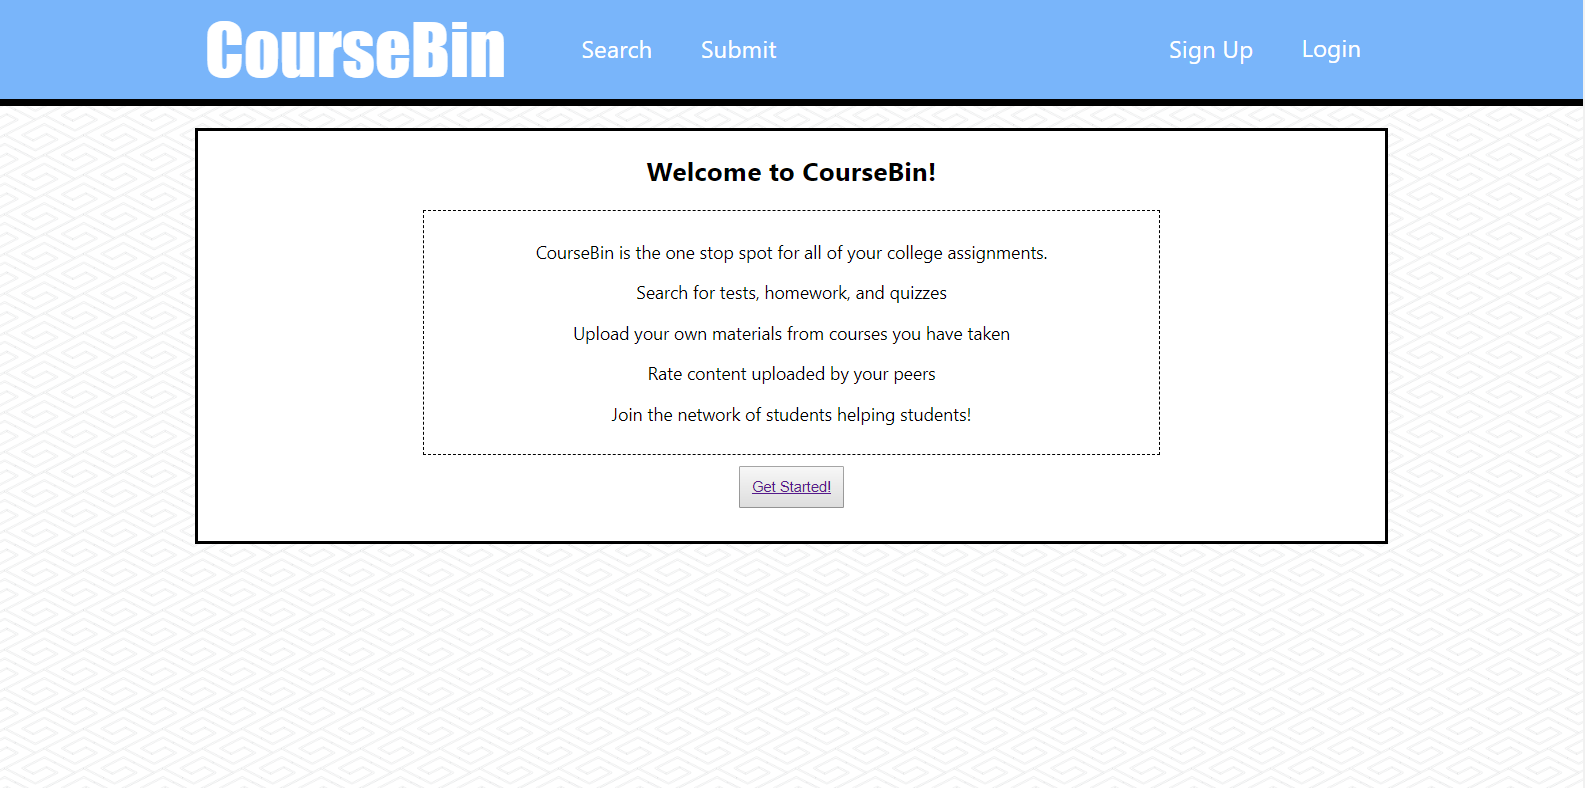 CourseBin Search Submit Sign Up Login
Welcome to CourseBin!
CourseBin is the one stop spot for all of your college assignments.
Search for tests, homework, and quizzes
Upload your own materials from courses you have taken
Rate content uploaded by your peers
Join the network of students helping students!
Get Started!